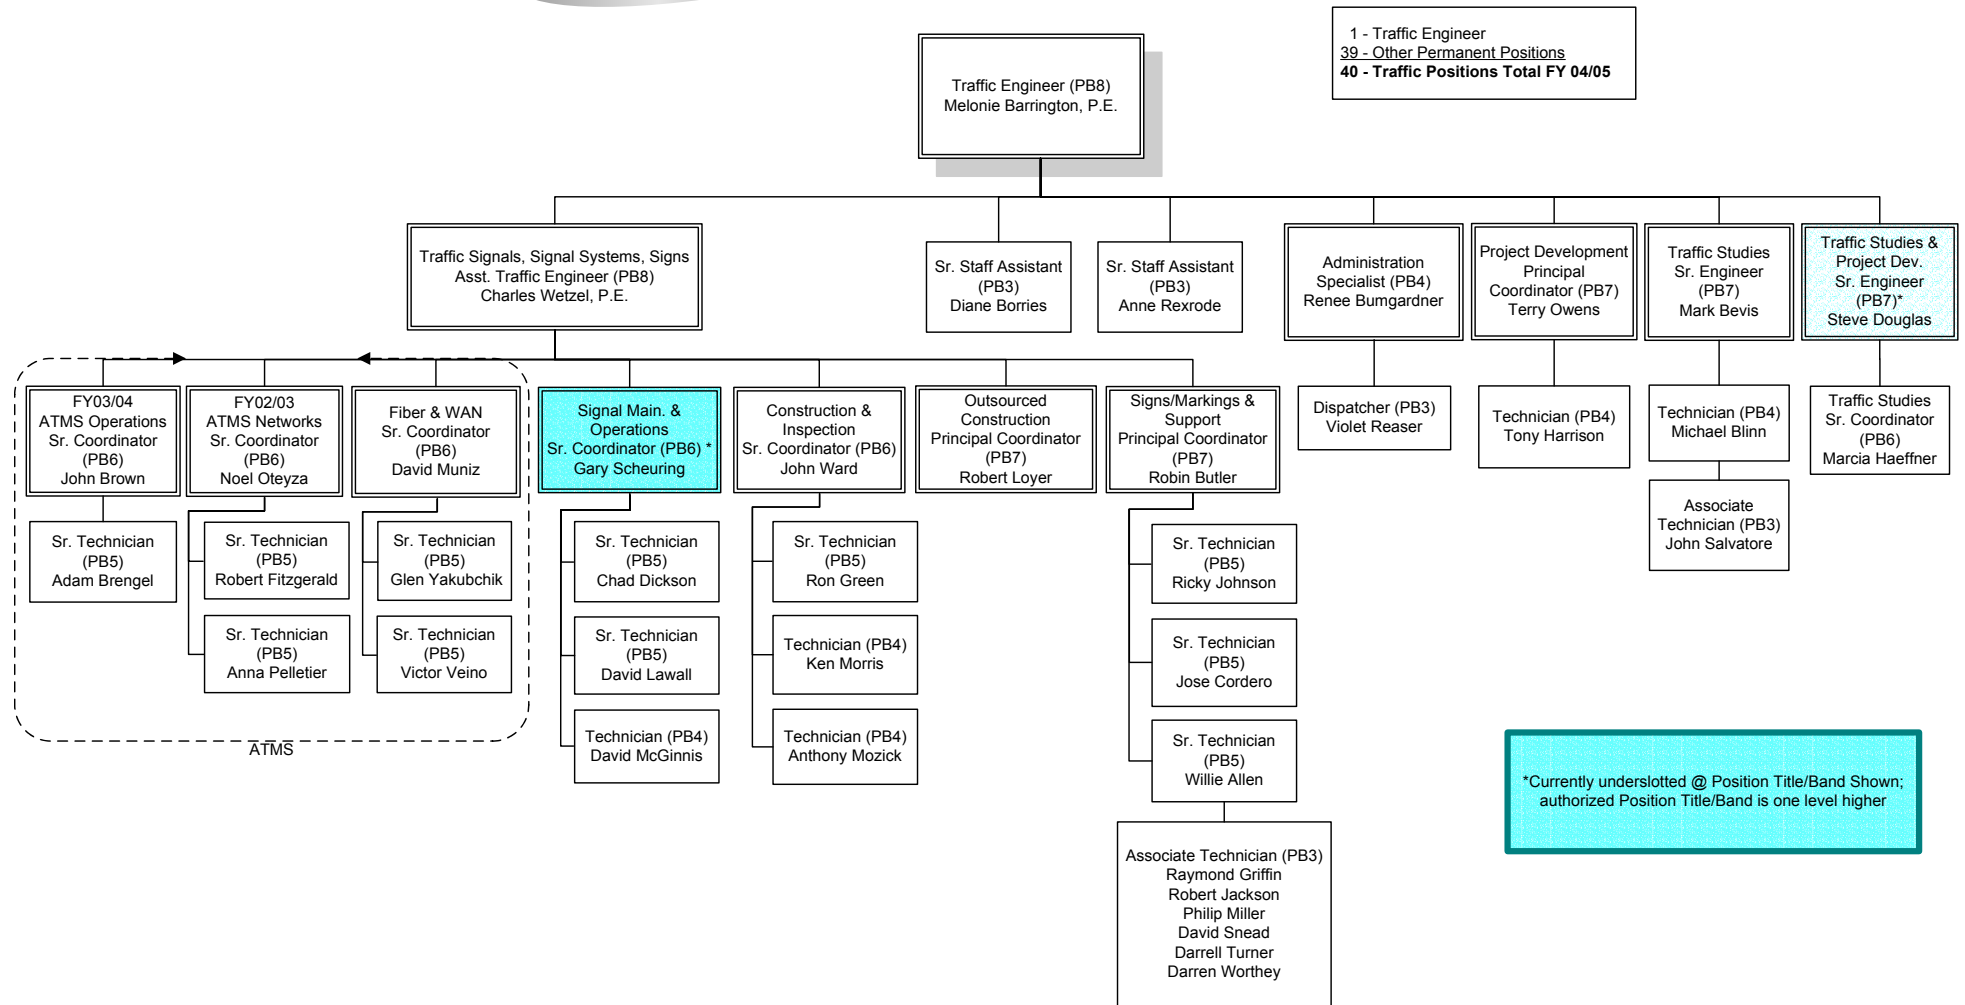 1 - Traffic Engineer
39 - Other Permanent Positions
40 - Traffic Positions Total FY 04/05
Traffic Engineer (PB8)
Melonie Barrington, P.E.
Traffic Signals, Signal Systems, Signs
Asst. Traffic Engineer (PB8)
Charles Wetzel, P.E.
Sr. Staff Assistant
(PB3)
Diane Borries
Sr. Staff Assistant
(PB3)
Anne Rexrode
Administration
Specialist (PB4)
Renee Bumgardner
Project Development
Principal
Coordinator (PB7)
Terry Owens
Traffic Studies
Sr. Engineer
(PB7)
Mark Bevis
Traffic Studies &
Project Dev.
Sr. Engineer
(PB7)*
Steve Douglas
FY03/04
ATMS Operations
Sr. Coordinator
(PB6)
John Brown
FY02/03
ATMS Networks
Sr. Coordinator
(PB6)
Noel Oteyza
Fiber & WAN
Sr. Coordinator
(PB6)
David Muniz
Signal Main. &
Operations
Sr. Coordinator (PB6) *
Gary Scheuring
Construction &
Inspection
Sr. Coordinator (PB6)
John Ward
Outsourced
Construction
Principal Coordinator
(PB7)
Robert Loyer
Signs/Markings &
Support
Principal Coordinator
(PB7)
Robin Butler
Dispatcher (PB3)
Violet Reaser
Technician (PB4)
Tony Harrison
Technician (PB4)
Michael Blinn
Traffic Studies
Sr. Coordinator
(PB6)
Marcia Haeffner
Associate
Technician (PB3)
John Salvatore
Sr. Technician
(PB5)
Adam Brengel
Sr. Technician
(PB5)
Robert Fitzgerald
Sr. Technician
(PB5)
Glen Yakubchik
Sr. Technician
(PB5)
Chad Dickson
Sr. Technician
(PB5)
Ron Green
Sr. Technician
(PB5)
Ricky Johnson
Sr. Technician
(PB5)
Anna Pelletier
Sr. Technician
(PB5)
Victor Veino
Sr. Technician
(PB5)
David Lawall
Technician (PB4)
Ken Morris
Sr. Technician
(PB5)
Jose Cordero
ATMS
Technician (PB4)
David McGinnis
Technician (PB4)
Anthony Mozick
Sr. Technician
(PB5)
Willie Allen
*Currently underslotted @ Position Title/Band Shown;
authorized Position Title/Band is one level higher
Associate Technician (PB3)
Raymond Griffin
Robert Jackson
Philip Miller
David Snead
Darrell Turner
Darren Worthey